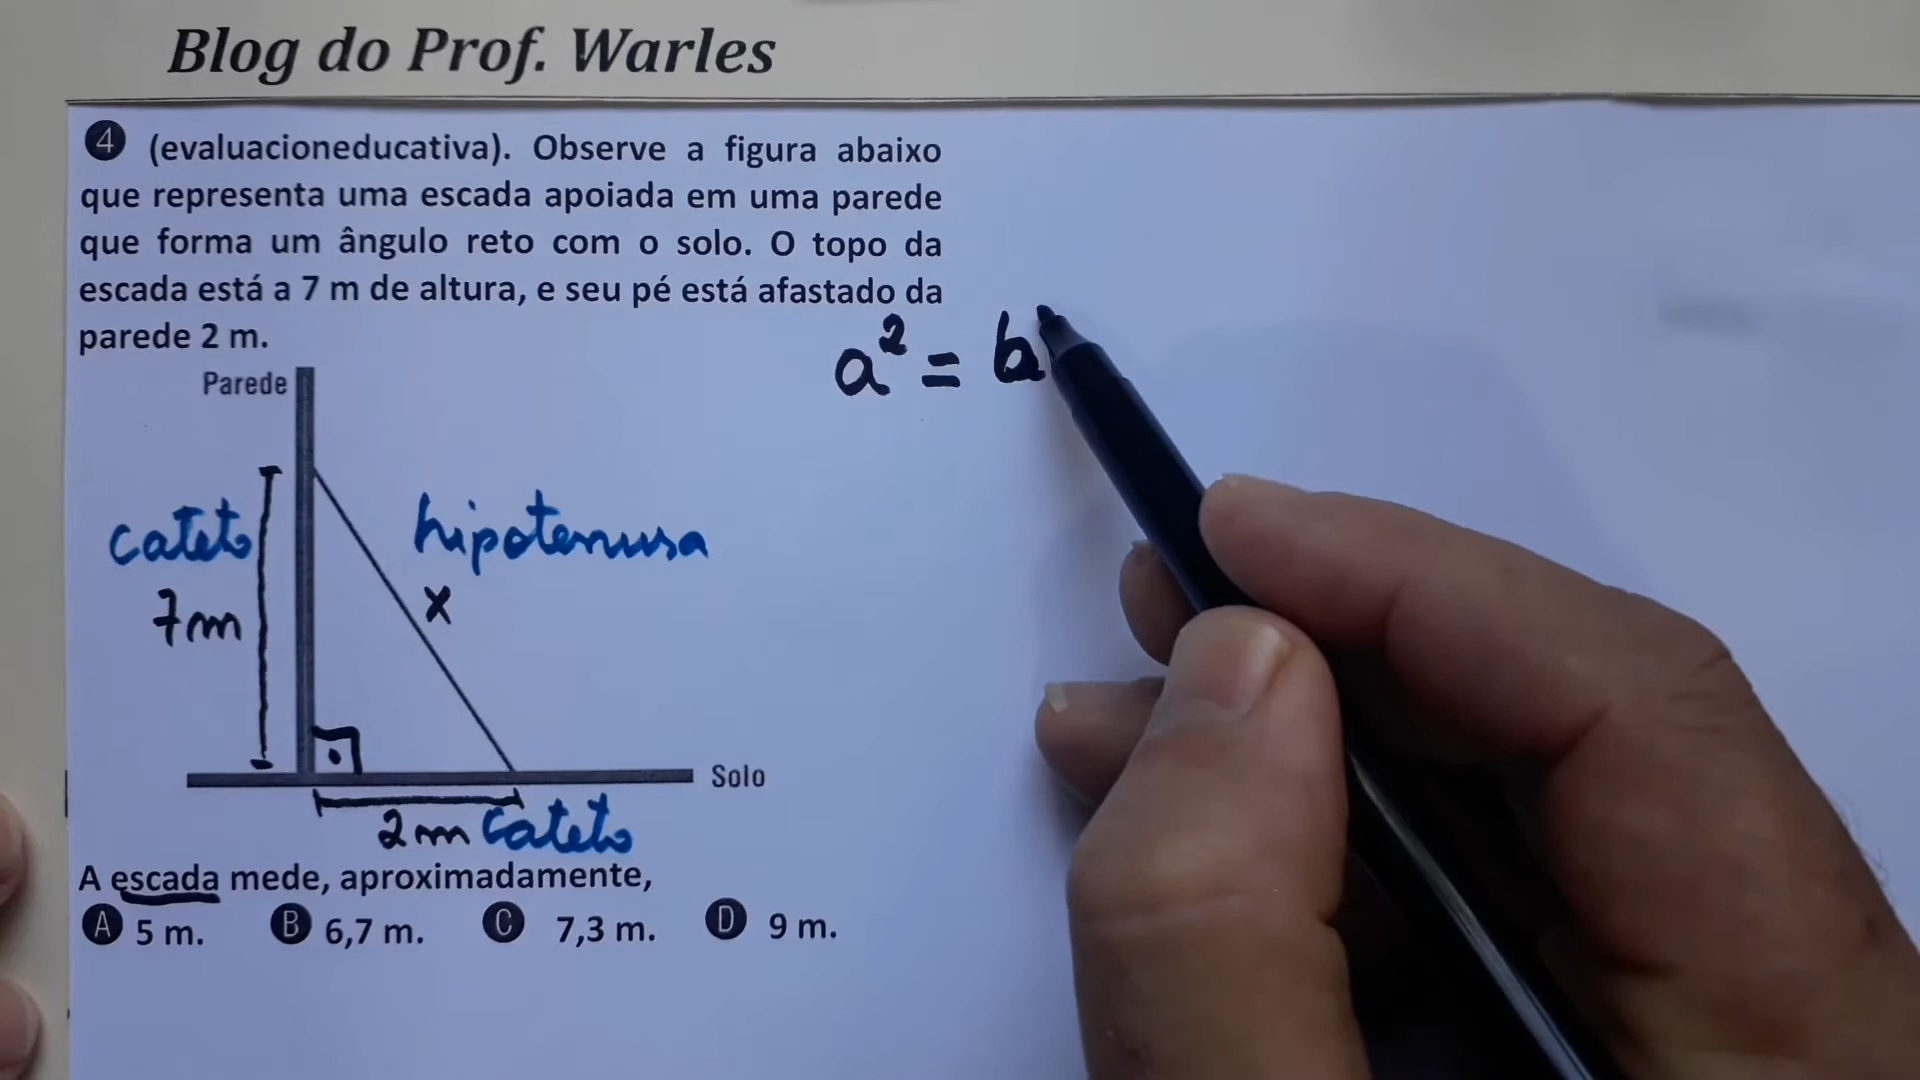 Blog do Prof. Warles
4 (evaluacioneducativa). Observe a figura abaixo
que representa uma escada apoiada em uma parede
que forma um ângulo reto com o solo. O topo da
escada está a 7 m de altura, e seu pé está afastado da
parede 2 m.
a² = b
Parede
cateto
hipotenusa
7m
x
Solo
2m cateto
A escada mede, aproximadamente,
A 5 m. B 6,7 m. C 7,3 m. D 9 m.